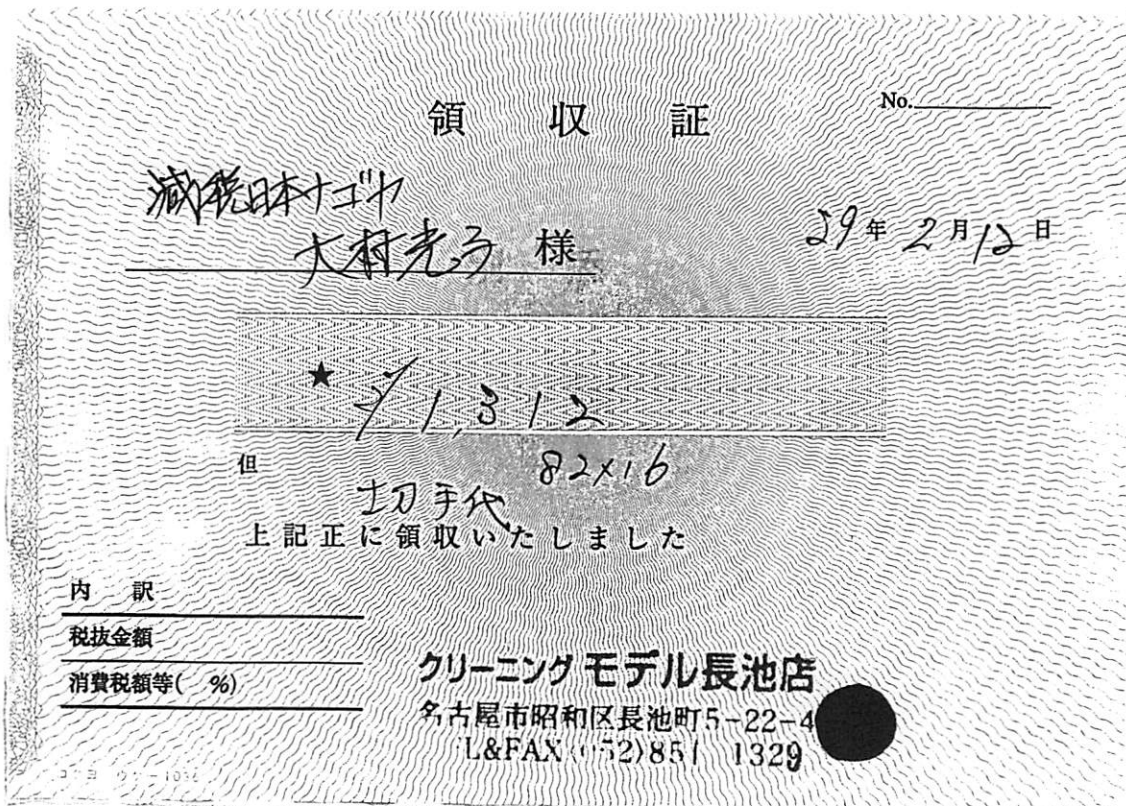 領収証
No.
減税日本ナゴヤ
大村光子 様
29年2月12日
★ ¥1,312
但 82×16
切手代
上記正に領収いたしました
内訳
税抜金額
消費税額等( %)
クリーニング モデル長池店
名古屋市昭和区長池町5-22-4
L&FAX(052)851 1329